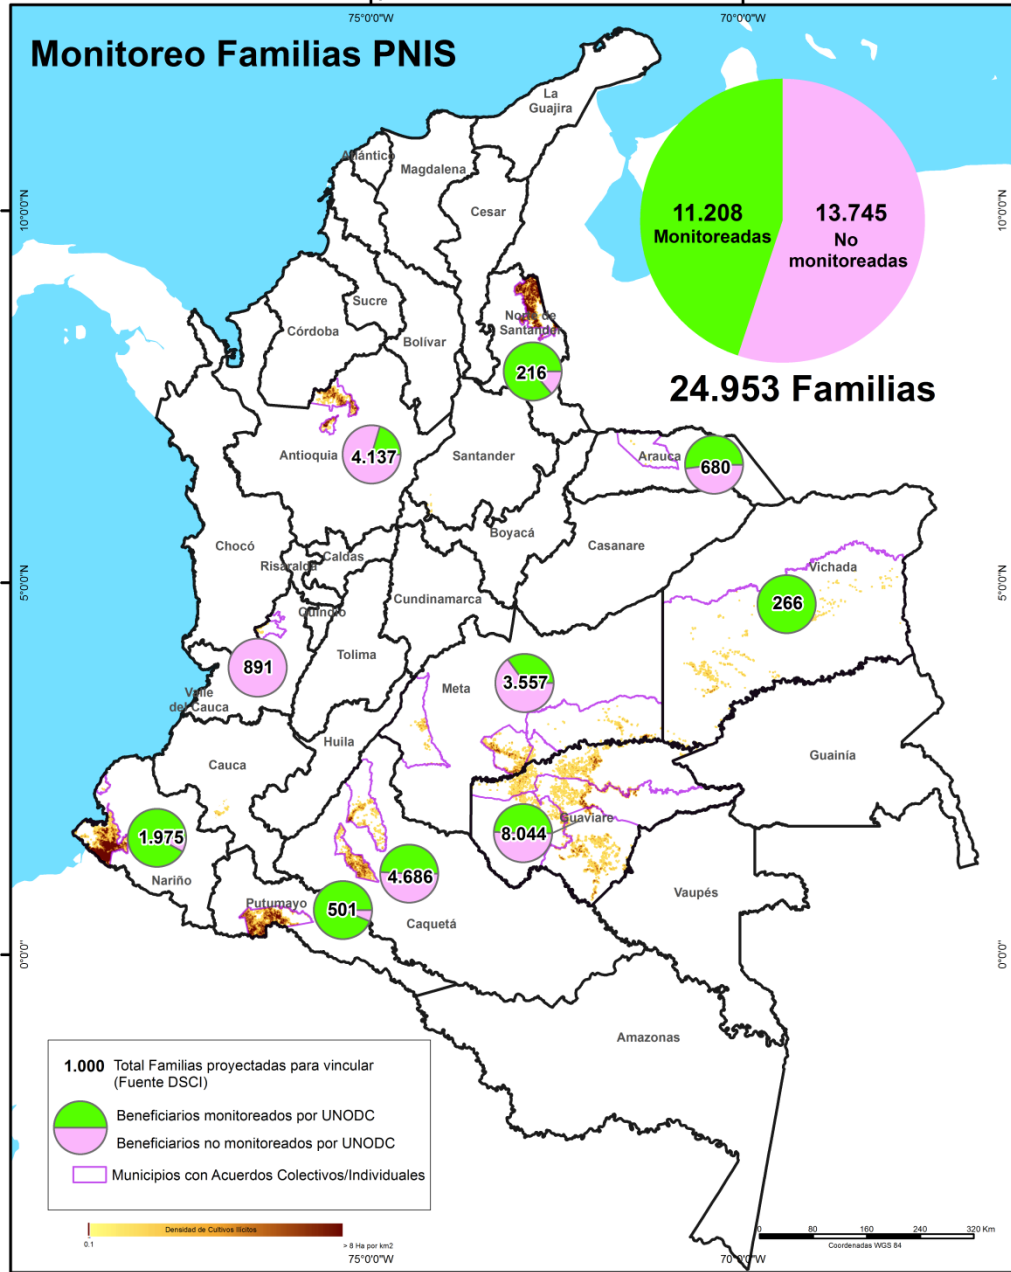 75°0'0"W
70°0'0"W
Monitoreo Familias PNIS
La
Guajira
Atlántico
Magdalena
Cesar
10°0'0"N
10°0'0"N
11.208
Monitoreadas
13.745
No
monitoreadas
24.953 Familias
Sucre
Córdoba
Bolívar
Norte de
Santander
216
Antioquia
4.137
Santander
Arauca
680
Chocó
Boyacá
Casanare
Caldas
Risaralda
Vichada
5°0'0"N
5°0'0"N
Cundinamarca
Quindío
266
Tolima
891
Meta
3.557
Valle
del Cauca
Huila
Guainía
Cauca
Guaviare
8.044
1.975
Nariño
4.686
Vaupés
Putumayo
501
Caquetá
0°0'0"
0°0'0"
Amazonas
1.000 Total Familias proyectadas para vincular
(Fuente DSCI)
Beneficiarios monitoreados por UNODC
Beneficiarios no monitoreados por UNODC
Municipios con Acuerdos Colectivos/Individuales
Densidad de Cultivos Ilícitos
0.1
> 8 Ha por km2
0 80 160 240 320 Km
Coordenadas WGS 84
75°0'0"W
70°0'0"W